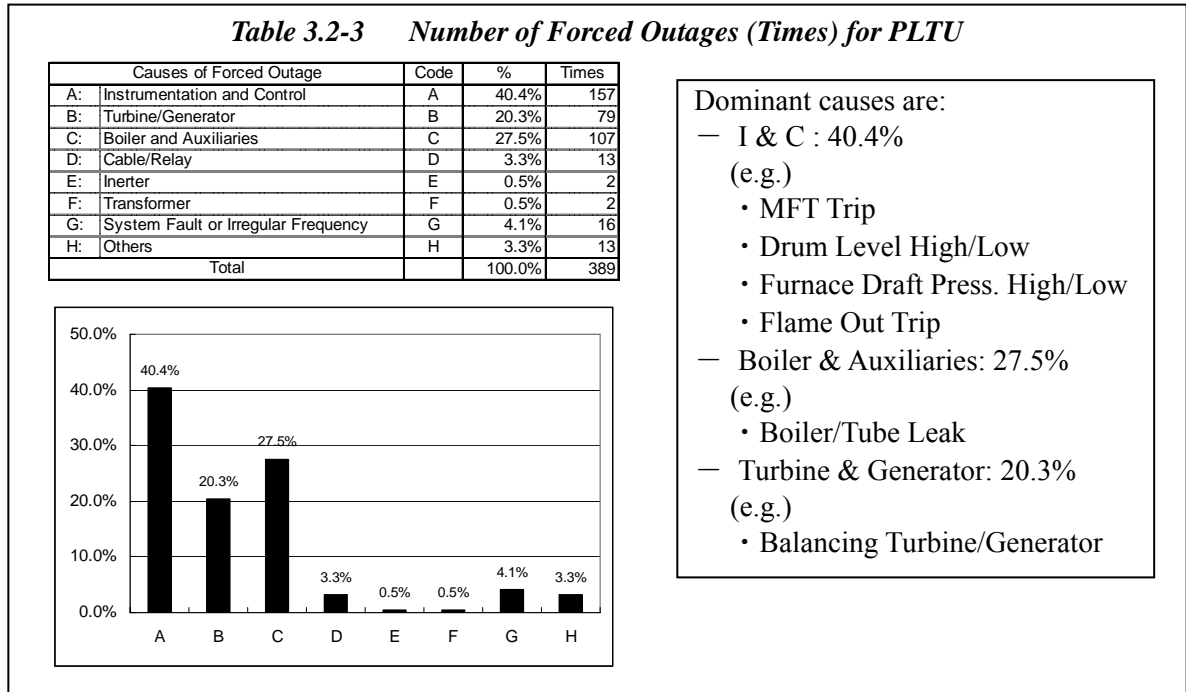 Table 3.2-3 Number of Forced Outages (Times) for PLTU
Causes of Forced Outage Code % Times
A: Instrumentation and Control A 40.4% 157
B: Turbine/Generator B 20.3% 79
C: Boiler and Auxiliaries C 27.5% 107
D: Cable/Relay D 3.3% 13
E: Inerter E 0.5% 2
F: Transformer F 0.5% 2
G: System Fault or Irregular Frequency G 4.1% 16
H: Others H 3.3% 13
Total 100.0% 389
50.0%
40.0%
30.0%
20.0%
10.0%
0.0%
40.4%
20.3%
27.5%
3.3%
0.5%
0.5%
4.1%
3.3%
A B C D E F G H
Dominant causes are:
－ I & C : 40.4%
(e.g.)
・MFT Trip
・Drum Level High/Low
・Furnace Draft Press. High/Low
・Flame Out Trip
－ Boiler & Auxiliaries: 27.5%
(e.g.)
・Boiler/Tube Leak
－ Turbine & Generator: 20.3%
(e.g.)
・Balancing Turbine/Generator